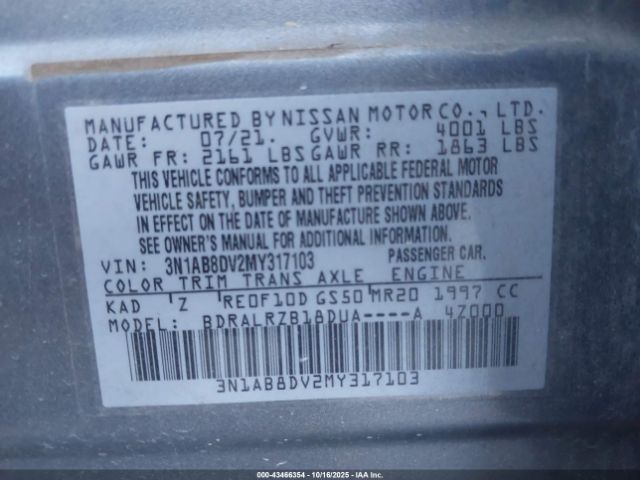 MANUFACTURED BY NISSAN MOTOR CO., LTD.
DATE: 07/21. GVWR: 4001 LBS
GAWR FR: 2161 LBS GAWR RR: 1863 LBS
THIS VEHICLE CONFORMS TO ALL APPLICABLE FEDERAL MOTOR
VEHICLE SAFETY, BUMPER AND THEFT PREVENTION STANDARDS
IN EFFECT ON THE DATE OF MANUFACTURE SHOWN ABOVE.
SEE OWNER'S MANUAL FOR ADDITIONAL INFORMATION.
VIN: 3N1AB8DV2MY317103 PASSENGER CAR.
COLOR TRIM TRANS AXLE ENGINE
KAD Z RE0F10D GS50 MR20 1997 CC
MODEL: BDRALRZB18DUA----A 4Z000
3N1AB8DV2MY317103
Stock No: 43466354 | 10/16/2025 | IAA Inc.